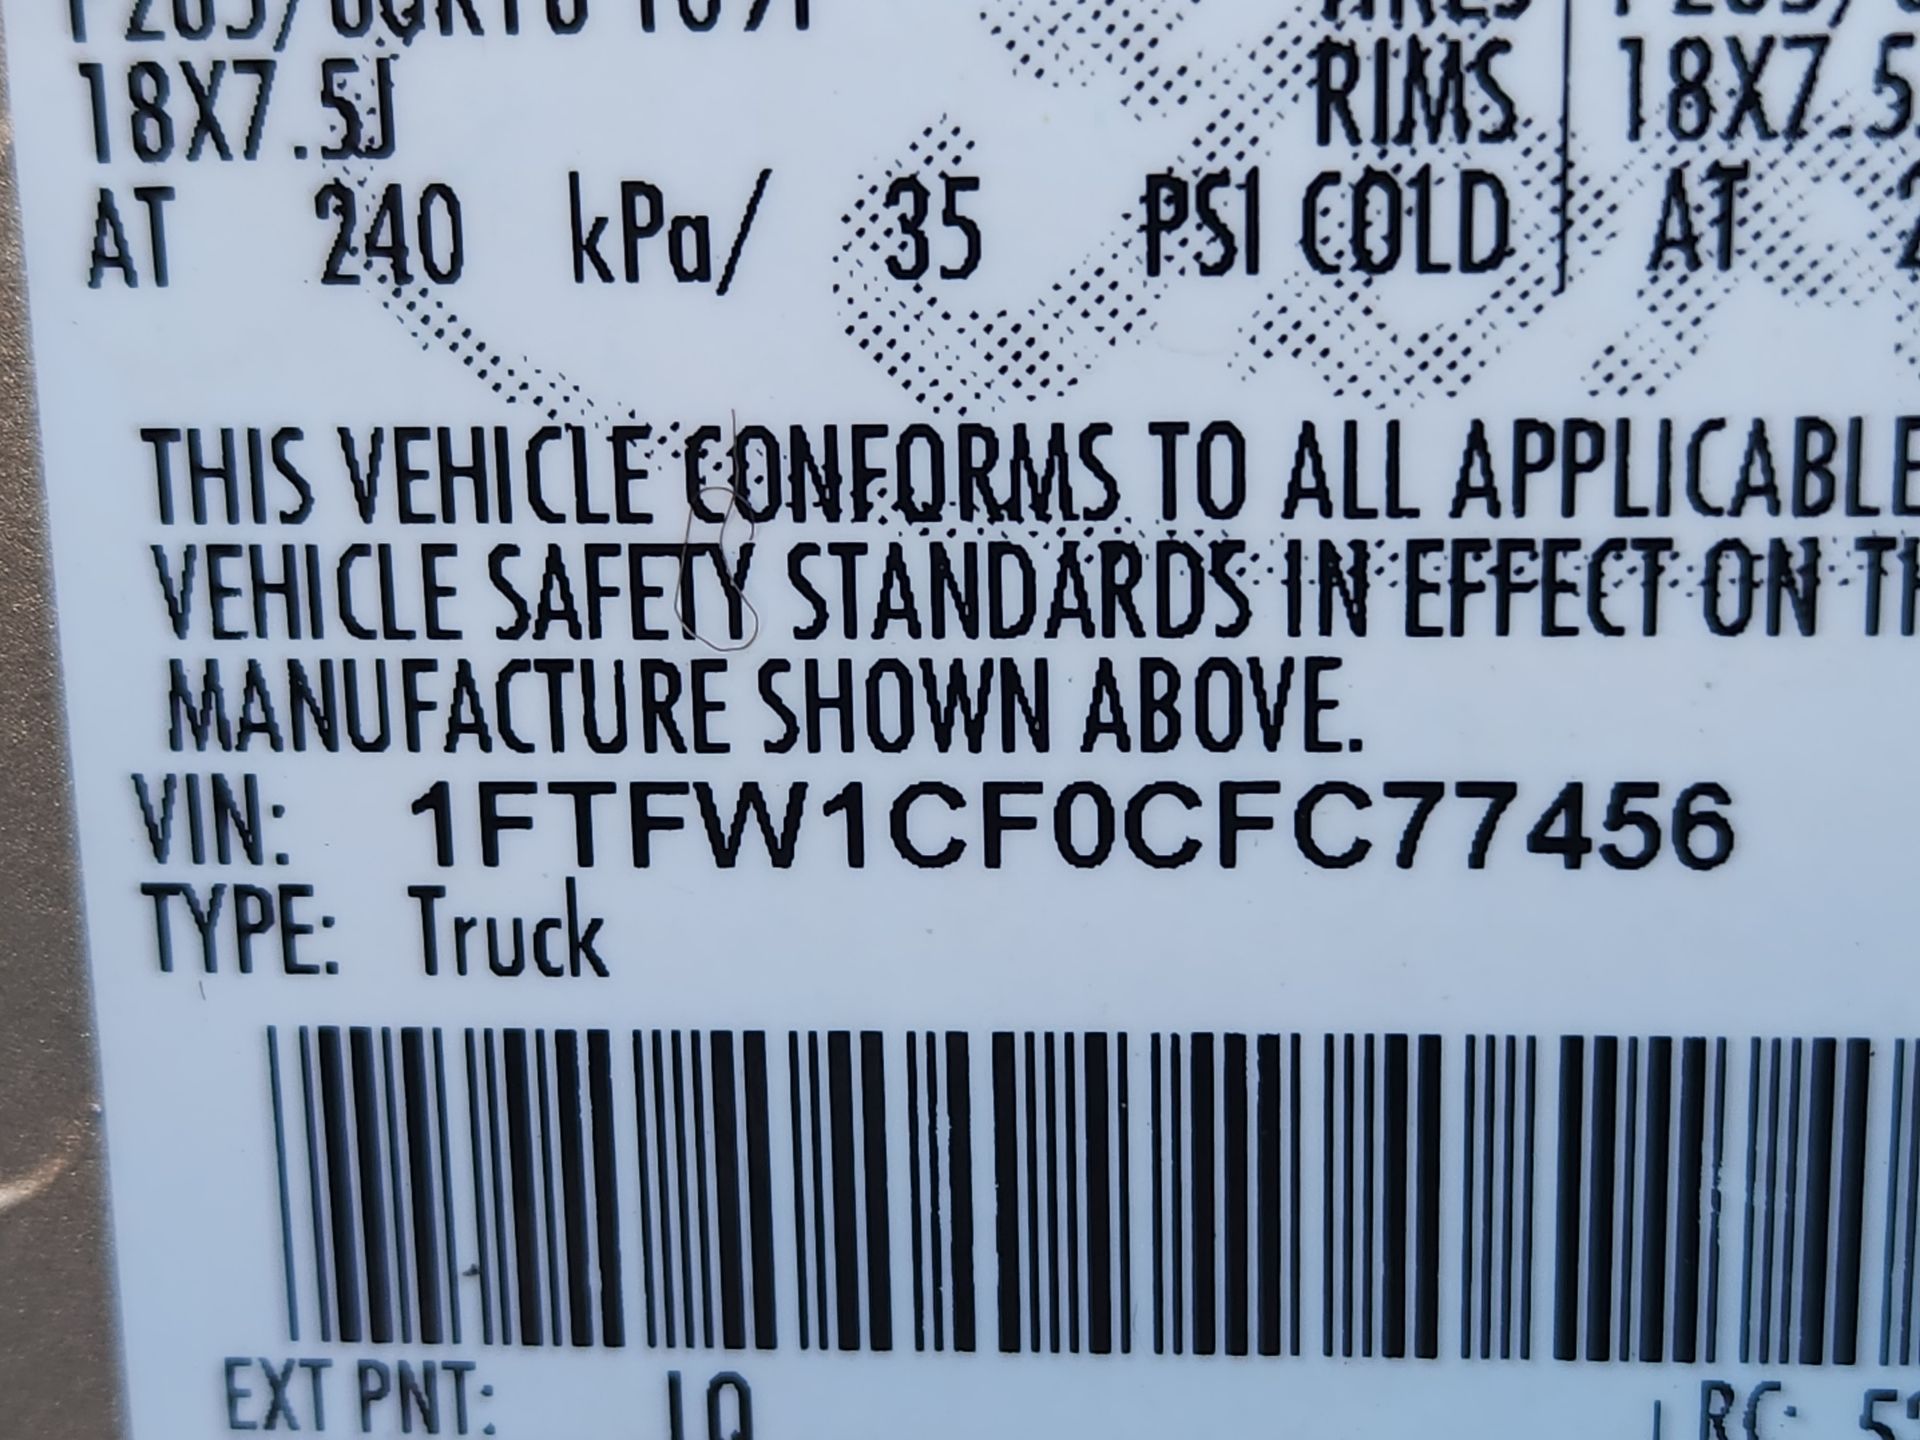 18X7.5J RIMS 18X7.5
AT 240 kPa/ 35 PSI COLD AT
THIS VEHICLE CONFORMS TO ALL APPLICABLE
VEHICLE SAFETY STANDARDS IN EFFECT ON
MANUFACTURE SHOWN ABOVE.
VIN: 1FTFW1CF0CFC77456
TYPE: Truck
EXT PNT: